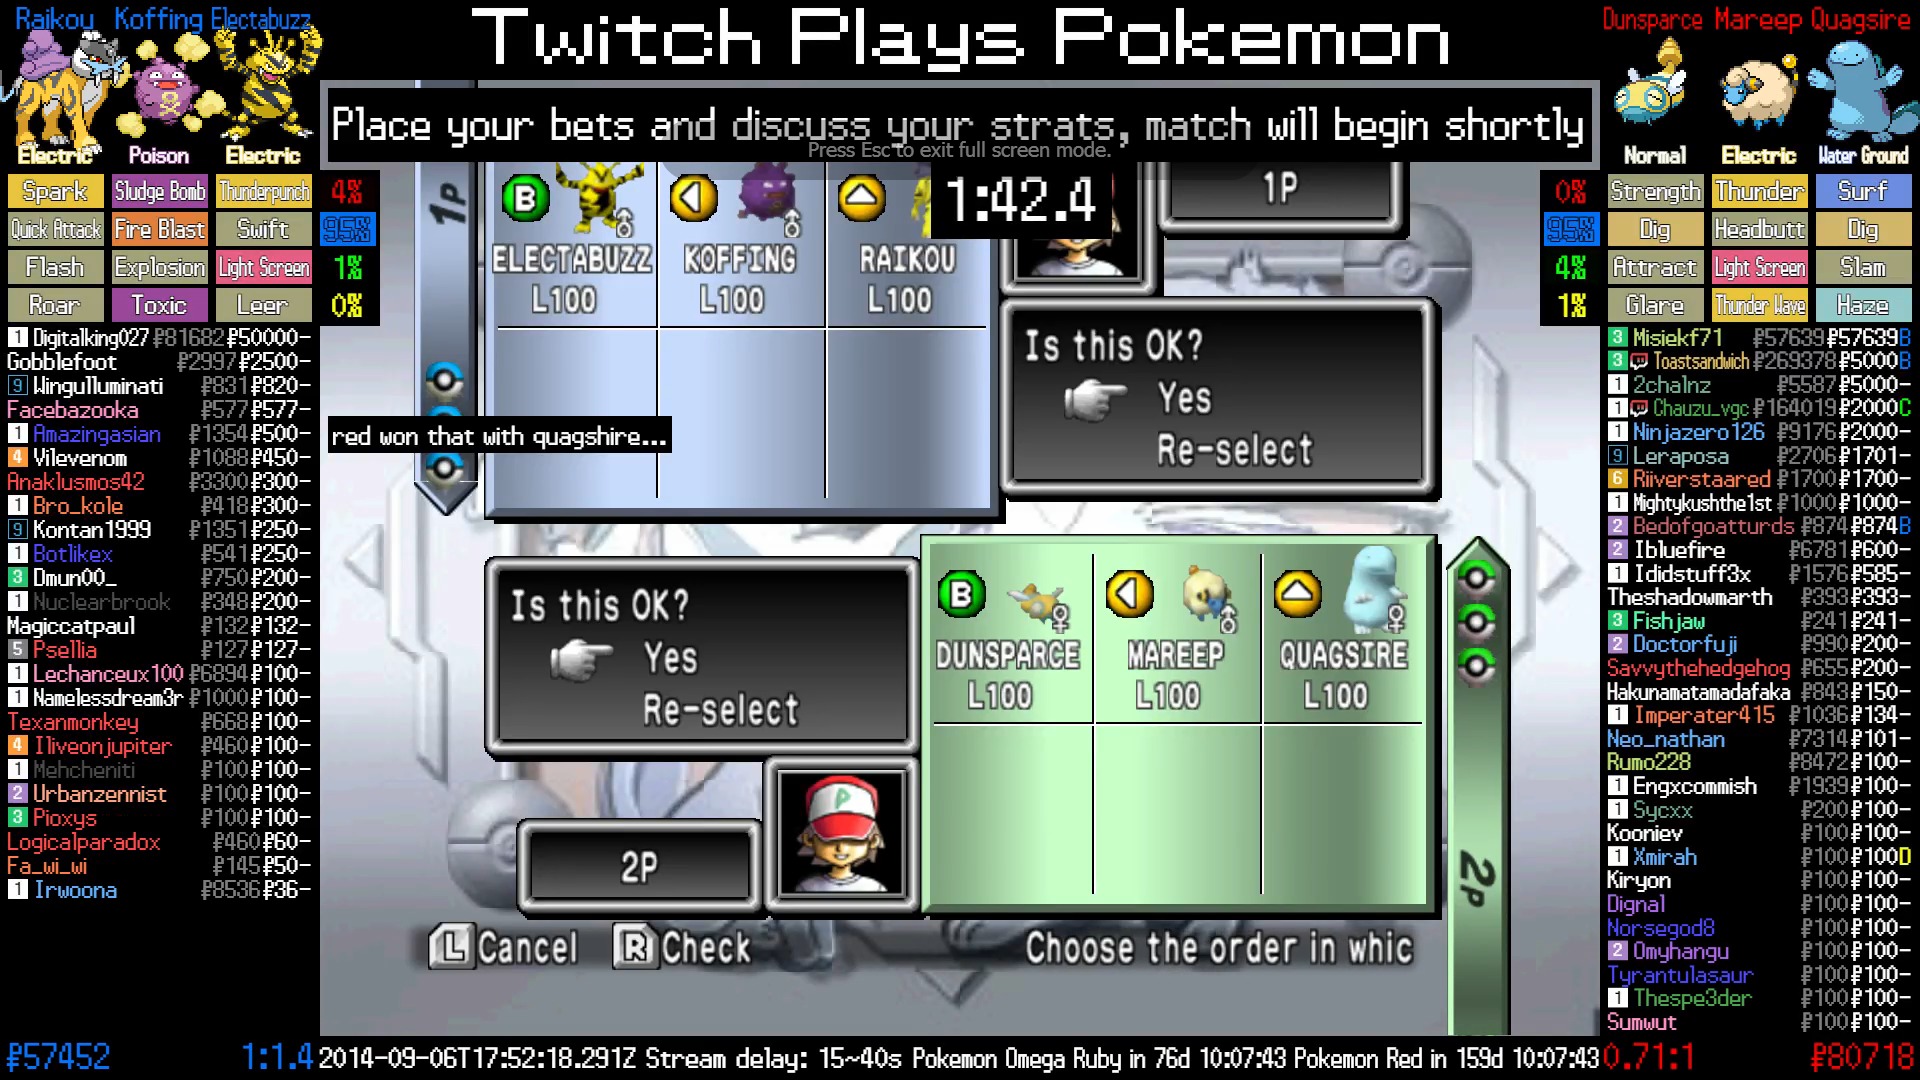 Raikou Koffing Electabuzz
Twitch Plays Pokemon
Dunsparce Mareep Quagsire
Place your bets and discuss your strats, match will begin shortly
Press Esc to exit full screen mode.
Electric Poison Electric
Normal Electric Water Ground
Spark Sludge Bomb Thunderpunch 4%
Quick Attack Fire Blast Swift 95%
Flash Explosion Light Screen 1%
Roar Toxic Leer 0%
0% Strength Thunder Surf
95% Dig Headbutt Dig
4% Attract Light Screen Slam
1% Glare Thunder Wave Haze
1P
B
ELECTABUZZ KOFFING RAIKOU
L100 L100 L100
1:42.4
1P
Is this OK?
Yes
Re-select
red won that with quagshire...
1 Digitalking027 ₽81682 ₽50000-
Gobblefoot ₽2997 ₽2500-
9 Wingulluminati ₽831 ₽820-
Facebazooka ₽577 ₽577-
1 Amazingasian ₽1354 ₽500-
4 Vilevenom ₽1088 ₽450-
Anaklusmos42 ₽3300 ₽300-
1 Bro_kole ₽418 ₽300-
9 Kontan1999 ₽1351 ₽250-
1 Botlikex ₽541 ₽250-
3 Dmun00_ ₽750 ₽200-
1 Nuclearbrook ₽348 ₽200-
Magiccatpaul ₽132 ₽132-
5 Psellia ₽127 ₽127-
1 Lechanceux100 ₽6894 ₽100-
1 Namelessdream3r ₽1000 ₽100-
Texanmonkey ₽668 ₽100-
4 Iliveonjupiter ₽460 ₽100-
1 Mehcheniti ₽100 ₽100-
2 Urbanzennist ₽100 ₽100-
3 Pioxys ₽100 ₽100-
Logicalparadox ₽460 ₽60-
Fa_wi_wi ₽145 ₽50-
1 Irwoona ₽8536 ₽36-
Is this OK?
Yes
Re-select
2P
B
DUNSPARCE MAREEP QUAGSIRE
L100 L100 L100
2P
L Cancel R Check
Choose the order in whic
3 Misiekf71 ₽57639 ₽57639B
3 Toastsandwich ₽269378 ₽5000B
1 2chalnz ₽5587 ₽5000-
1 Chauzu_vgc ₽164019 ₽2000C
1 Ninjazero126 ₽9176 ₽2000-
9 Leraposa ₽2706 ₽1701-
6 Riiverstaared ₽1700 ₽1700-
1 Mightykushthe1st ₽1000 ₽1000-
2 Bedofgoatturds ₽874 ₽874B
2 Ibluefire ₽6781 ₽600-
1 Ididstuff3x ₽1576 ₽585-
Theshadowmarth ₽393 ₽393-
3 Fishjaw ₽241 ₽241-
2 Doctorfuji ₽990 ₽200-
Savvythehedgehog ₽655 ₽200-
Hakunamatamadafaka ₽843 ₽150-
1 Imperater415 ₽1036 ₽134-
Neo_nathan ₽7314 ₽101-
Rumo228 ₽8472 ₽100-
1 Engxcommish ₽1939 ₽100-
1 Sycxx ₽200 ₽100-
Kooniev ₽100 ₽100-
1 Xmirah ₽100 ₽100D
Kiryon ₽100 ₽100-
Dignal ₽100 ₽100-
Norsegod8 ₽100 ₽100-
2 Omyhangu ₽100 ₽100-
Tyrantulasaur ₽100 ₽100-
1 Thespe3der ₽100 ₽100-
Sumwut ₽100 ₽100-
₽57452 1:1.4 2014-09-06T17:52:18.291Z Stream delay: 15~40s Pokemon Omega Ruby in 76d 10:07:43 Pokemon Red in 159d 10:07:43 0.71:1 ₽80718